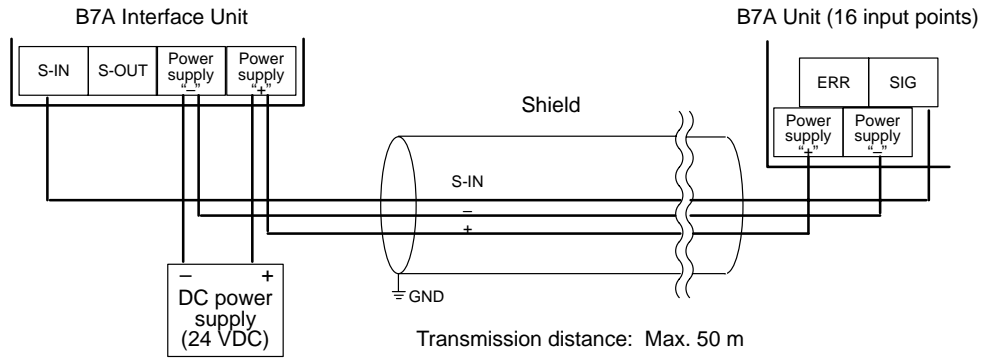 B7A Interface Unit
B7A Unit (16 input points)
S-IN
S-OUT
Power
supply
“–”
Power
supply
“+”
ERR
SIG
Power
supply
“+”
Power
supply
“–”
Shield
S-IN
–
+
– +
DC power
supply
(24 VDC)
GND
Transmission distance: Max. 50 m